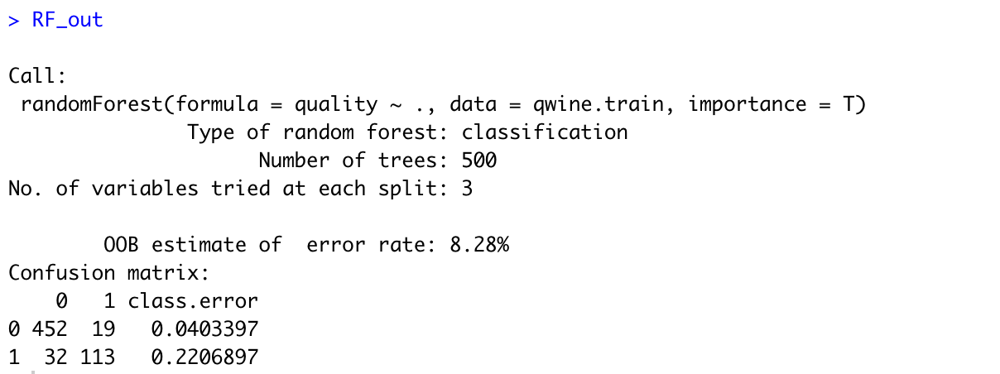 > RF_out
Call:
randomForest(formula = quality ~ ., data = qwine.train, importance = T)
Type of random forest: classification
Number of trees: 500
No. of variables tried at each split: 3
OOB estimate of  error rate: 8.28%
Confusion matrix:
0 1 class.error
0 452 19 0.0403397
1 32 113 0.2206897